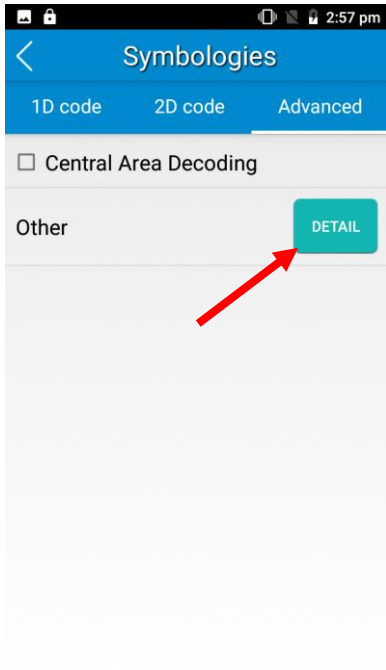 2:57 pm
Symbologies
1D code 2D code Advanced
Central Area Decoding
Other DETAIL